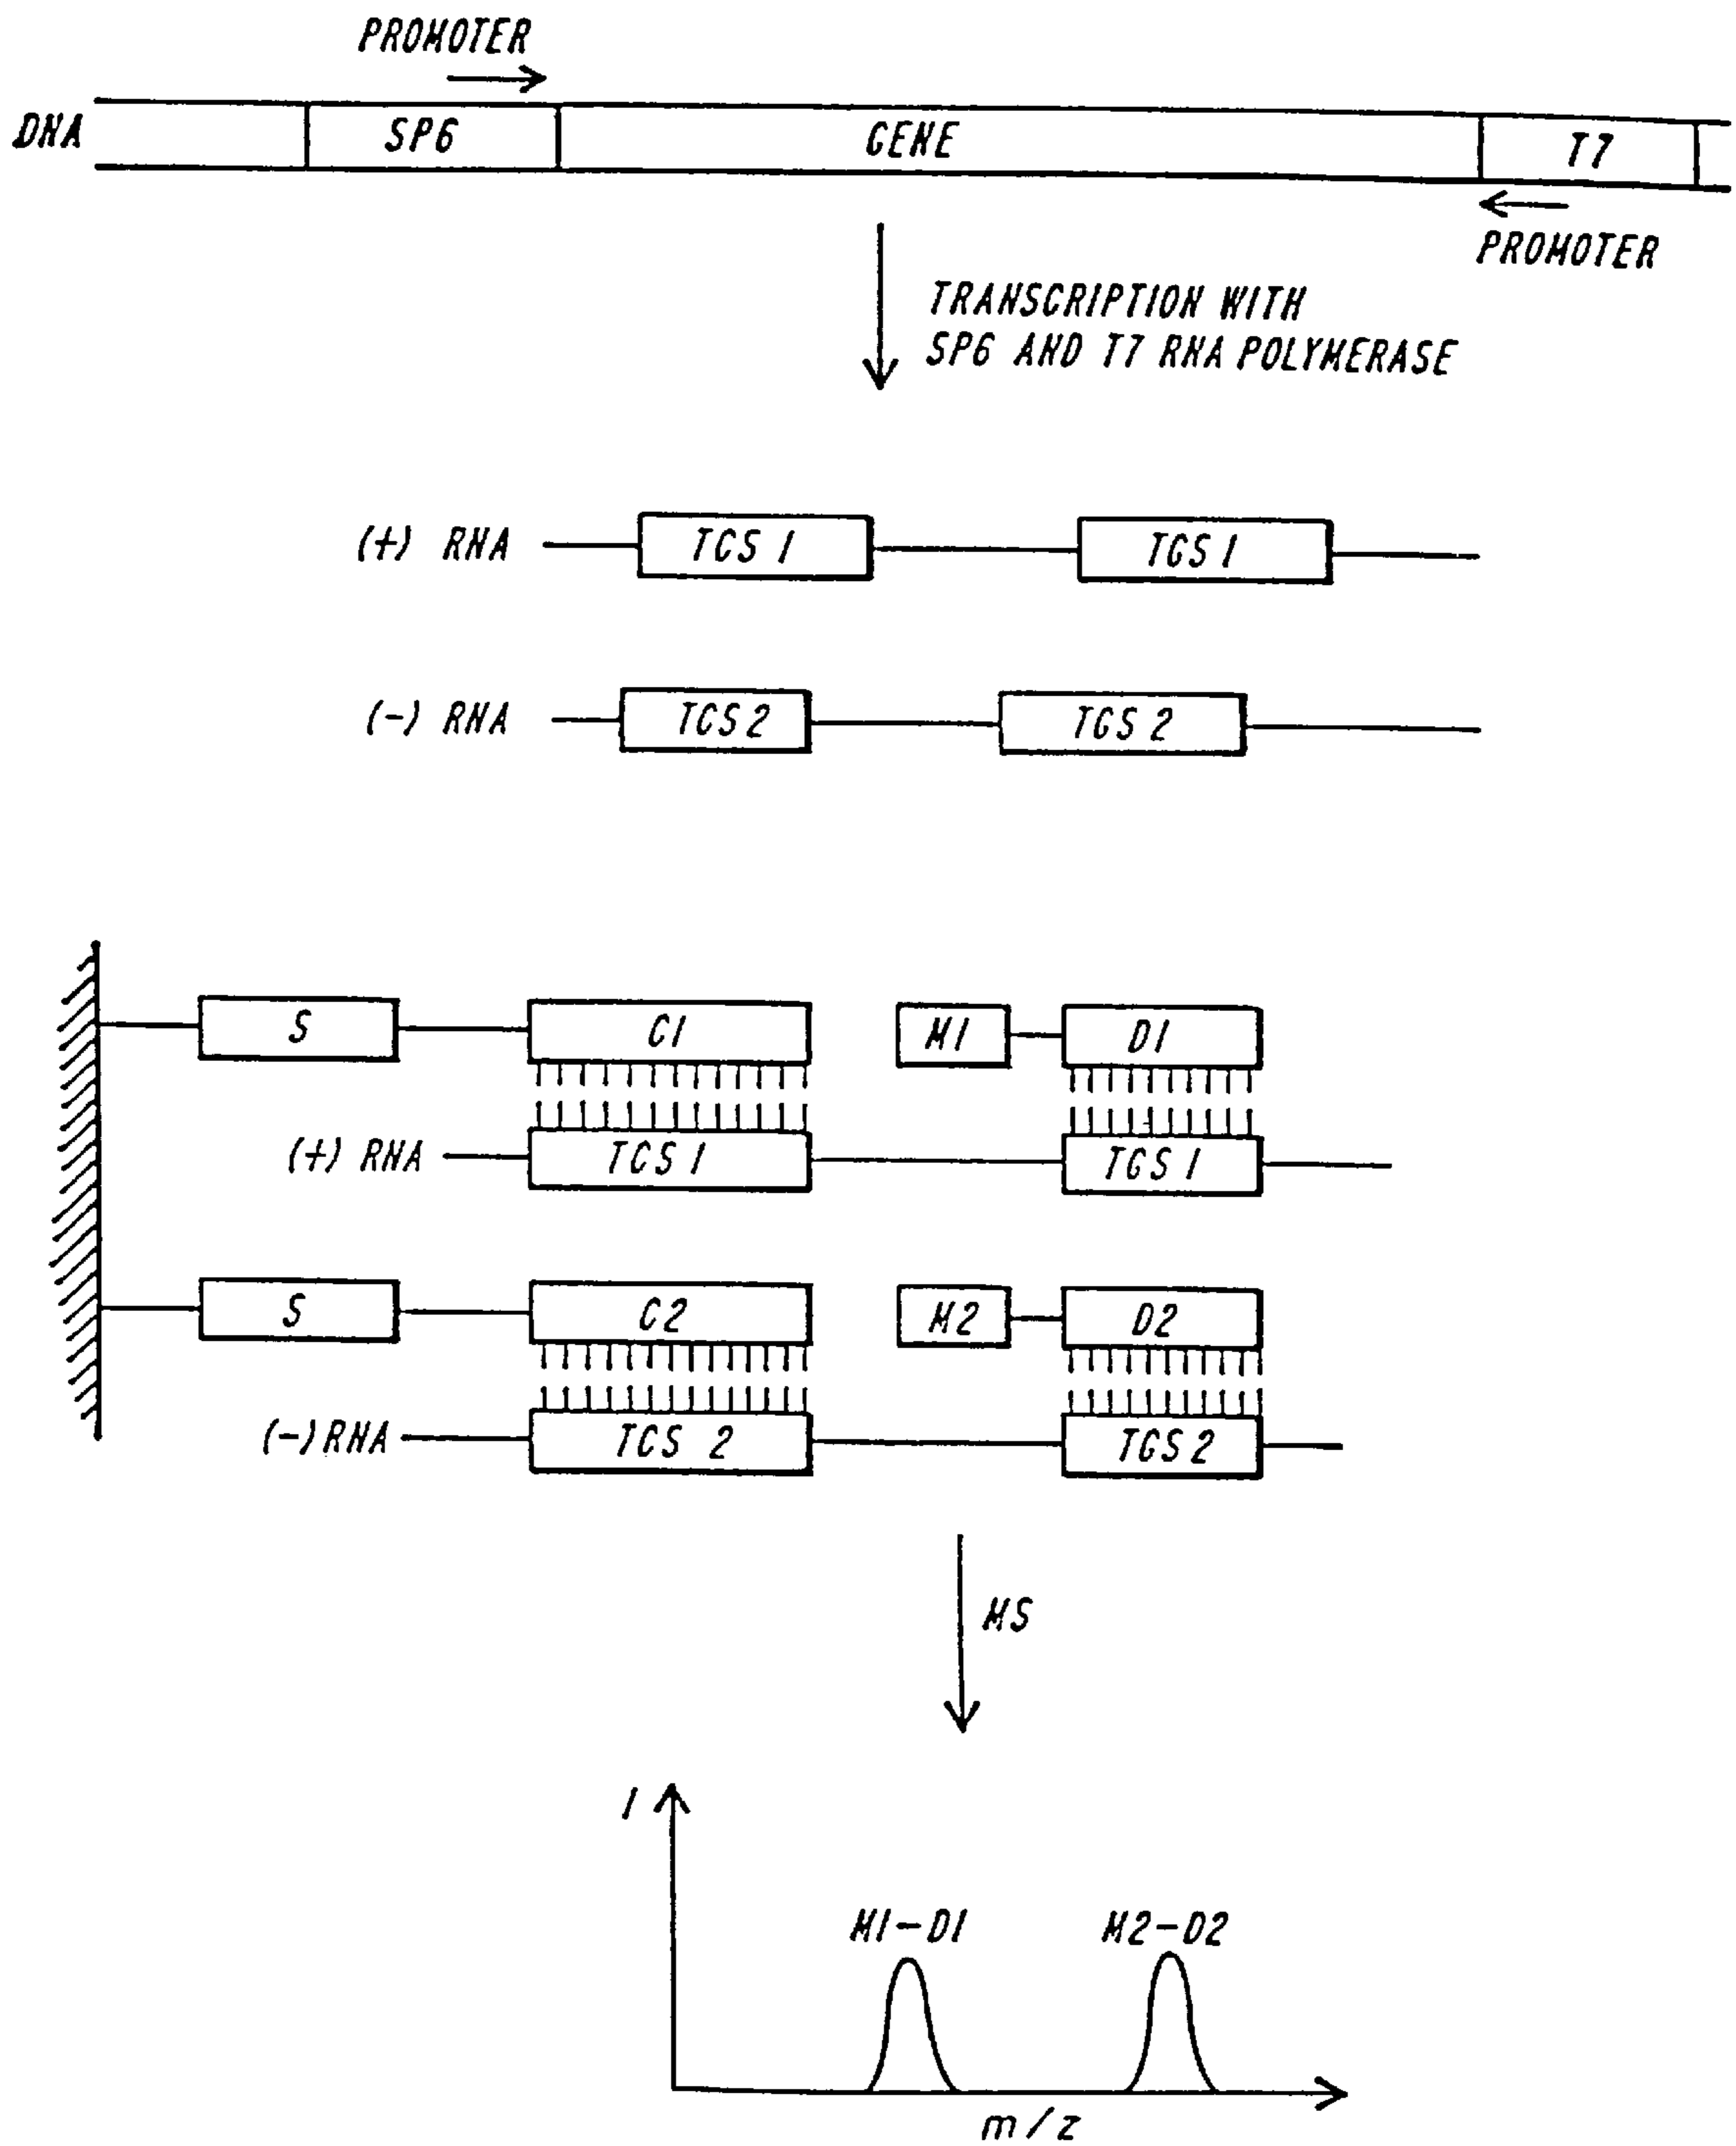 PROMOTER
DNA SP6 GENE T7
PROMOTER
TRANSCRIPTION WITH
SP6 AND T7 RNA POLYMERASE
(+) RNA TCS 1 TCS 1
(-) RNA TCS 2 TCS 2
S C1 M1 D1
(+) RNA TCS 1 TCS 1
S C2 M2 D2
(-) RNA TCS 2 TCS 2
MS
I
M1-D1 M2-D2
m/z